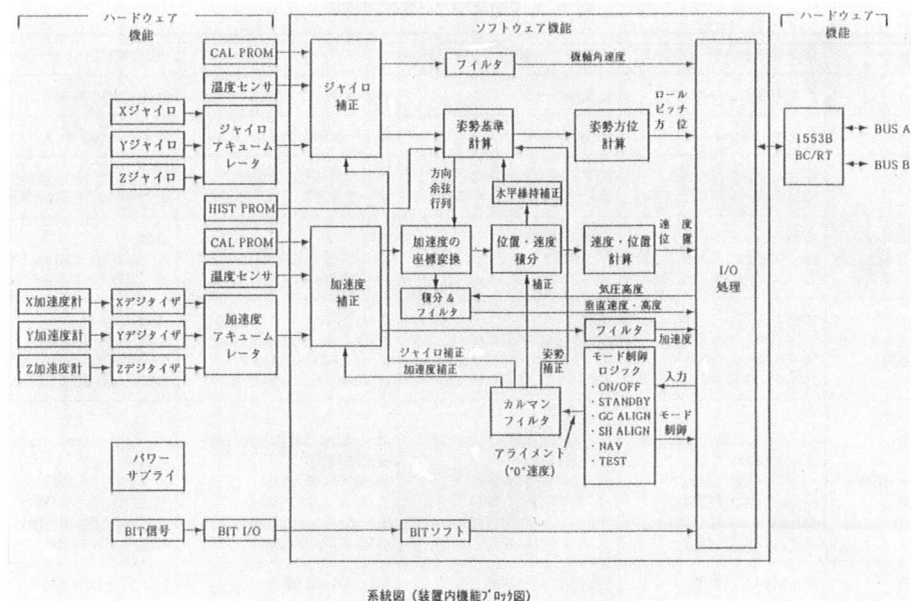 ハードウェア
機能
ソフトウェア機能
ハードウェア
機能
CAL PROM
温度センサ
Xジャイロ
Yジャイロ
Zジャイロ
ジャイロ
アキューム
レータ
HIST PROM
CAL PROM
温度センサ
X加速度計
Y加速度計
Z加速度計
Xデジタイザ
Yデジタイザ
Zデジタイザ
加速度
アキューム
レータ
パワー
サプライ
BIT信号
BIT I/O
ジャイロ
補正
フィルタ
機軸角速度
姿勢基準
計算
姿勢方位
計算
ロール
ピッチ
方位
方向
余弦
行列
水平維持補正
加速度
補正
加速度の
座標変換
位置・速度
積分
速度・位置
計算
速度
位置
積分&
フィルタ
補正
気圧高度
垂直速度・高度
フィルタ
加速度
ジャイロ補正
加速度補正
姿勢
補正
モード制御
ロジック
・ON/OFF
・STANDBY
・GC ALIGN
・SH ALIGN
・NAV
・TEST
入力
モード
制御
カルマン
フィルタ
アライメント
("0"速度)
BITソフト
I/O
処理
1553B
BC/RT
BUS A
BUS B
系統図（装置内機能ブロック図）